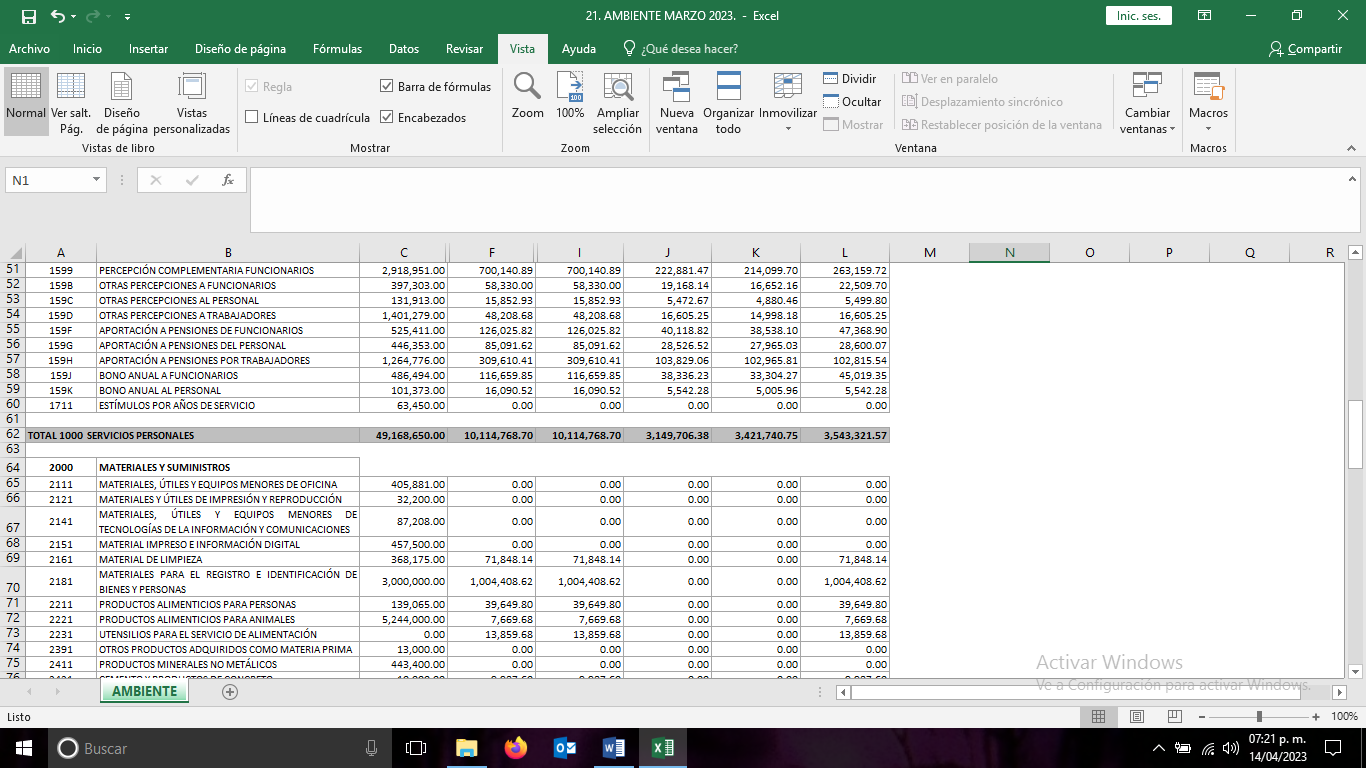 21. AMBIENTE MARZO 2023. - Excel
Inic. ses.
Archivo Inicio Insertar Diseño de página Fórmulas Datos Revisar Vista Ayuda ¿Qué desea hacer? Compartir
Normal
Ver salt. Pág.
Diseño de página
Vistas personalizadas
Vistas de libro
Regla
Barra de fórmulas
Líneas de cuadrícula
Encabezados
Mostrar
Zoom
100%
Ampliar selección
Zoom
Nueva ventana
Organizar todo
Inmovilizar
Dividir
Ocultar
Mostrar
Ver en paralelo
Desplazamiento sincrónico
Restablecer posición de la ventana
Cambiar ventanas
Ventana
Macros
Macros
N1
fx
A B C F I J K L M N O P Q R
51 1599 PERCEPCIÓN COMPLEMENTARIA FUNCIONARIOS 2,918,951.00 700,140.89 700,140.89 222,881.47 214,099.70 263,159.72
52 159B OTRAS PERCEPCIONES A FUNCIONARIOS 397,303.00 58,330.00 58,330.00 19,168.14 16,652.16 22,509.70
53 159C OTRAS PERCEPCIONES AL PERSONAL 131,913.00 15,852.93 15,852.93 5,472.67 4,880.46 5,499.80
54 159D OTRAS PERCEPCIONES A TRABAJADORES 1,401,279.00 48,208.68 48,208.68 16,605.25 14,998.18 16,605.25
55 159F APORTACIÓN A PENSIONES DE FUNCIONARIOS 525,411.00 126,025.82 126,025.82 40,118.82 38,538.10 47,368.90
56 159G APORTACIÓN A PENSIONES DEL PERSONAL 446,353.00 85,091.62 85,091.62 28,526.52 27,965.03 28,600.07
57 159H APORTACIÓN A PENSIONES POR TRABAJADORES 1,264,776.00 309,610.41 309,610.41 103,829.06 102,965.81 102,815.54
58 159J BONO ANUAL A FUNCIONARIOS 486,494.00 116,659.85 116,659.85 38,336.23 33,304.27 45,019.35
59 159K BONO ANUAL AL PERSONAL 101,373.00 16,090.52 16,090.52 5,542.28 5,005.96 5,542.28
60 1711 ESTÍMULOS POR AÑOS DE SERVICIO 63,450.00 0.00 0.00 0.00 0.00 0.00
61
62 TOTAL 1000 SERVICIOS PERSONALES 49,168,650.00 10,114,768.70 10,114,768.70 3,149,706.38 3,421,740.75 3,543,321.57
63
64 2000 MATERIALES Y SUMINISTROS
65 2111 MATERIALES, ÚTILES Y EQUIPOS MENORES DE OFICINA 405,881.00 0.00 0.00 0.00 0.00 0.00
66 2121 MATERIALES Y ÚTILES DE IMPRESIÓN Y REPRODUCCIÓN 32,200.00 0.00 0.00 0.00 0.00 0.00
MATERIALES, ÚTILES Y EQUIPOS MENORES DE
67 2141 TECNOLOGÍAS DE LA INFORMACIÓN Y COMUNICACIONES 87,208.00 0.00 0.00 0.00 0.00 0.00
68 2151 MATERIAL IMPRESO E INFORMACIÓN DIGITAL 457,500.00 0.00 0.00 0.00 0.00 0.00
69 2161 MATERIAL DE LIMPIEZA 368,175.00 71,848.14 71,848.14 0.00 0.00 71,848.14
MATERIALES PARA EL REGISTRO E IDENTIFICACIÓN DE
70 2181 BIENES Y PERSONAS 3,000,000.00 1,004,408.62 1,004,408.62 0.00 0.00 1,004,408.62
71 2211 PRODUCTOS ALIMENTICIOS PARA PERSONAS 139,065.00 39,649.80 39,649.80 0.00 0.00 39,649.80
72 2221 PRODUCTOS ALIMENTICIOS PARA ANIMALES 5,244,000.00 7,669.68 7,669.68 0.00 0.00 7,669.68
73 2231 UTENSILIOS PARA EL SERVICIO DE ALIMENTACIÓN 0.00 13,859.68 13,859.68 0.00 0.00 13,859.68
74 2391 OTROS PRODUCTOS ADQUIRIDOS COMO MATERIA PRIMA 13,000.00 0.00 0.00 0.00 0.00 0.00
75 2411 PRODUCTOS MINERALES NO METÁLICOS 443,400.00 0.00 0.00 0.00 0.00 0.00
Activar Windows
Ve a Configuración para activar Windows.
AMBIENTE
Listo
100%
Buscar
07:21 p. m.
14/04/2023